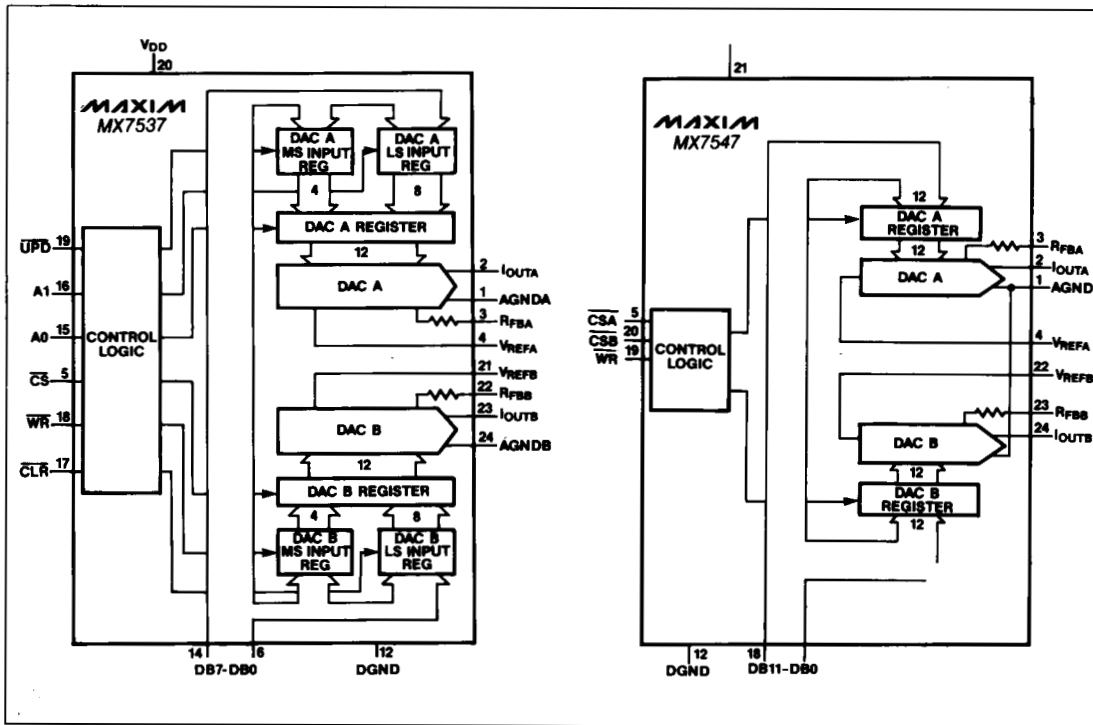 VDD
20
MAXIM
MX7537
DAC A
MS INPUT
REG
DAC A
LS INPUT
REG
4
8
DAC A REGISTER
12
DAC A
2 IOUTA
1 AGNDA
3 RFBA
4 VREFA
21 VREFB
22 RFBB
23 IOUTB
24 AGNDB
DAC B
12
DAC B REGISTER
4
8
DAC B
MS INPUT
REG
DAC B
LS INPUT
REG
UPD 19
A1 16
A0 15
CS 5
WR 18
CLR 17
CONTROL
LOGIC
14
6
DB7-DB0
12
DGND
21
MAXIM
MX7547
12
DAC A
REGISTER
12
DAC A
3 RFBA
2 IOUTA
1 AGND
4 VREFA
22 VREFB
23 RFBB
24 IOUTB
DAC B
12
DAC B
REGISTER
12
CSA 5
CSB 20
WR 19
CONTROL
LOGIC
12
DGND
18
DB11-DB0